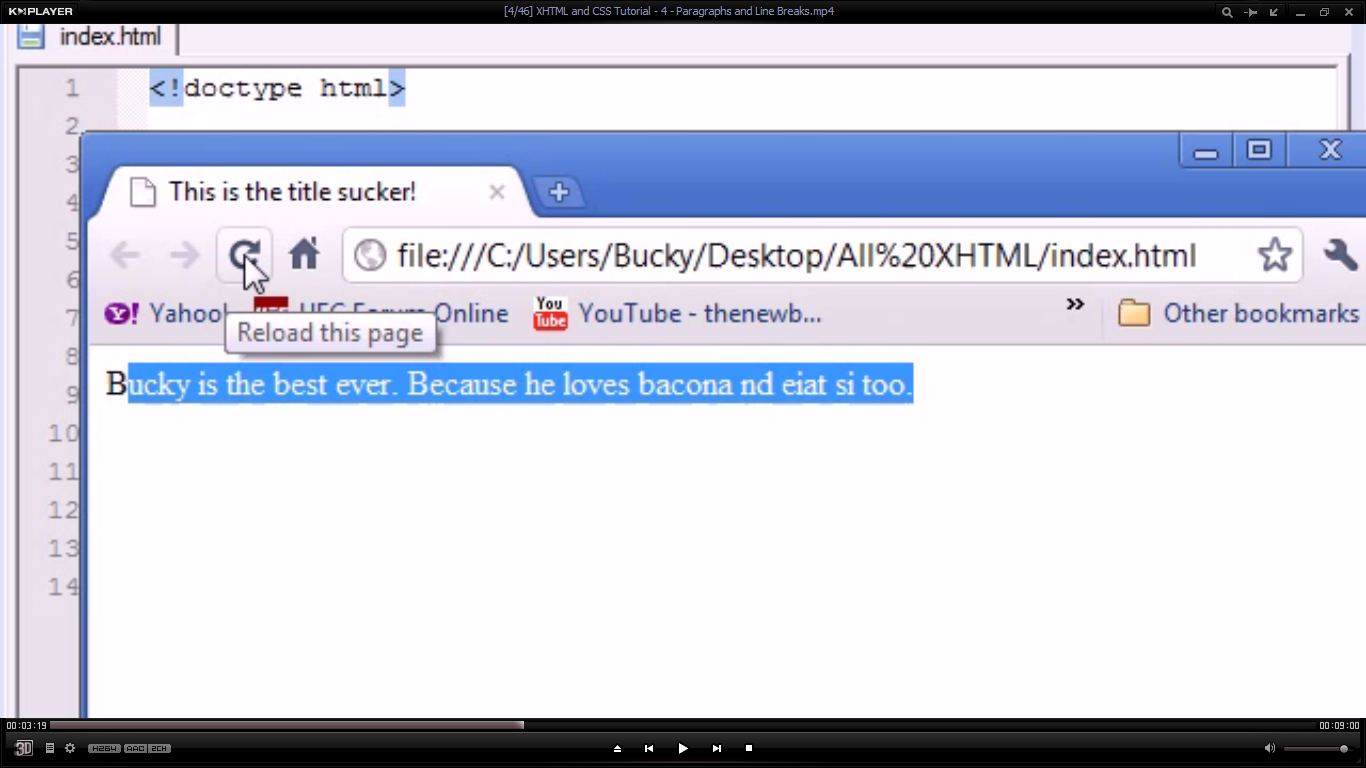 K▶MPLAYER
[4/46] XHTML and CSS Tutorial - 4 - Paragraphs and Line Breaks.mp4
index.html
1 <!doctype html>
2
3
4
5
6
7
8
9
10
11
12
13
14
This is the title sucker!
file:///C:/Users/Bucky/Desktop/All%20XHTML/index.html
Yahoo! Forum Online
You Tube YouTube - thenewb...
» Other bookmarks
Reload this page
Bucky is the best ever. Because he loves bacona nd eiat si too.
00:03:19 00:09:00
3D H264 AAC 2CH